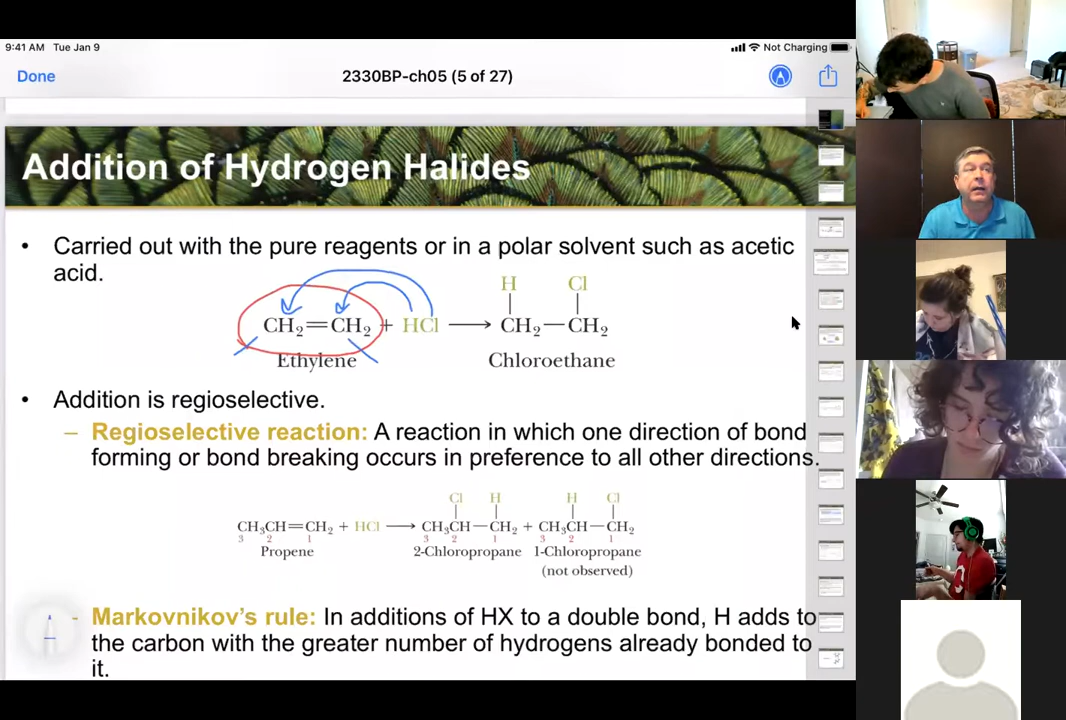 9:41 AM Tue Jan 9
Not Charging
Done
2330BP-ch05 (5 of 27)
Addition of Hydrogen Halides
• Carried out with the pure reagents or in a polar solvent such as acetic
acid.
H Cl
CH₂=CH₂ + HCl ⟶ CH₂—CH₂
Ethylene Chloroethane
• Addition is regioselective.
– Regioselective reaction: A reaction in which one direction of bond
forming or bond breaking occurs in preference to all other directions.
Cl H H Cl
CH₃CH=CH₂ + HCl ⟶ CH₃CH—CH₂ + CH₃CH—CH₂
3 2 1 3 2 1 3 2 1
Propene 2-Chloropropane 1-Chloropropane
(not observed)
- Markovnikov's rule: In additions of HX to a double bond, H adds to
the carbon with the greater number of hydrogens already bonded to
it.